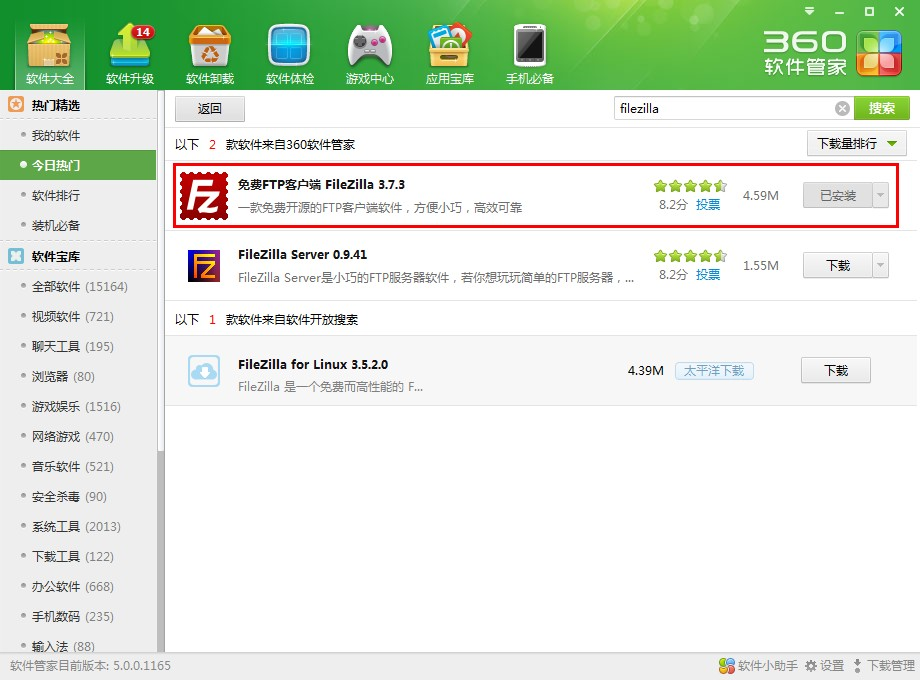 14
软件大全 软件升级 软件卸载 软件体检 游戏中心 应用宝库 手机必备
360
软件管家
热门精选
我的软件
今日热门
软件排行
装机必备
软件宝库
全部软件 (15164)
视频软件 (721)
聊天工具 (195)
浏览器 (80)
游戏娱乐 (1516)
网络游戏 (470)
音乐软件 (521)
安全杀毒 (90)
系统工具 (2013)
下载工具 (122)
办公软件 (668)
手机数码 (235)
输入法 (88)
返回 filezilla 搜索
以下 2 款软件来自360软件管家 下载量排行
Fz
免费FTP客户端 FileZilla 3.7.3
一款免费开源的FTP客户端软件，方便小巧，高效可靠
8.2分 投票 4.59M 已安装
FZ
FileZilla Server 0.9.41
FileZilla Server是小巧的FTP服务器软件，若你想玩玩简单的FTP服务器，...
8.2分 投票 1.55M 下载
以下 1 款软件来自软件开放搜索
FileZilla for Linux 3.5.2.0
FileZilla 是一个免费而高性能的 F...
4.39M 太平洋下载 下载
软件管家目前版本: 5.0.0.1165 软件小助手 设置 下载管理